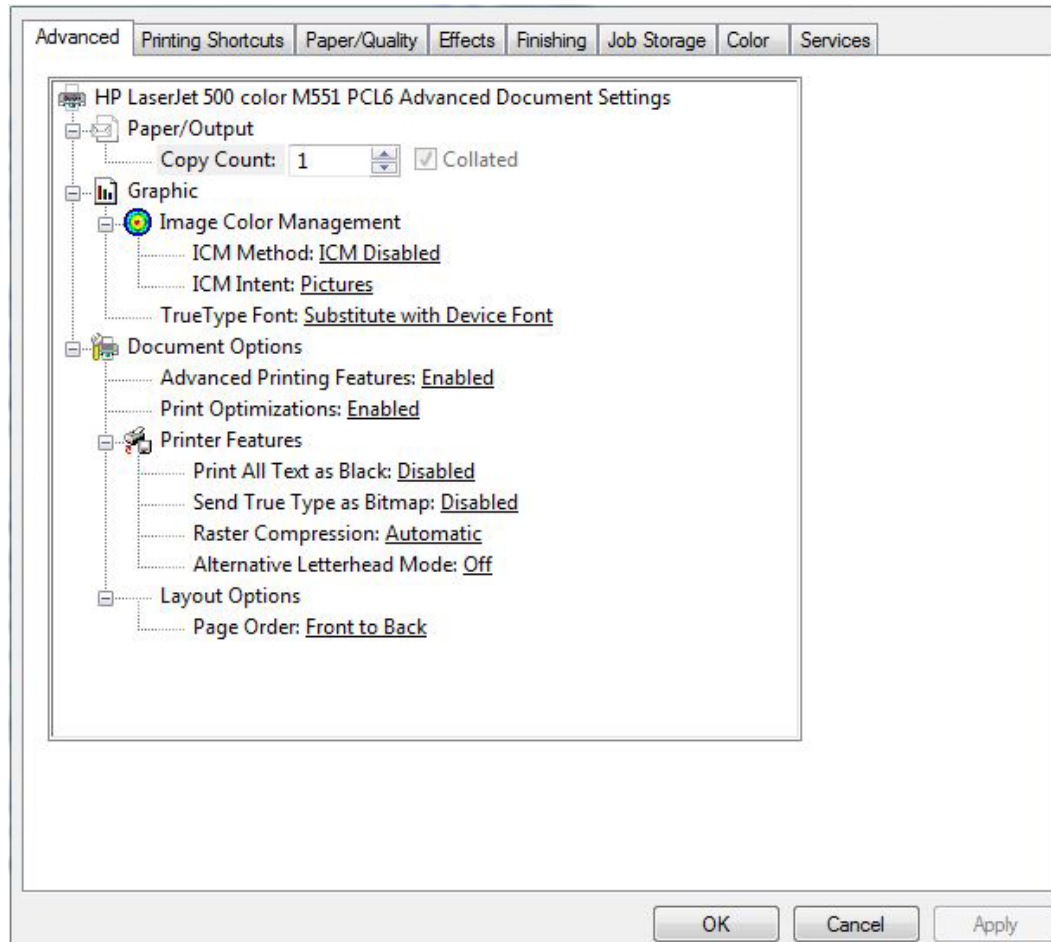 Advanced Printing Shortcuts Paper/Quality Effects Finishing Job Storage Color Services
HP LaserJet 500 color M551 PCL6 Advanced Document Settings
Paper/Output
Copy Count: 1 Collated
Graphic
Image Color Management
ICM Method: ICM Disabled
ICM Intent: Pictures
TrueType Font: Substitute with Device Font
Document Options
Advanced Printing Features: Enabled
Print Optimizations: Enabled
Printer Features
Print All Text as Black: Disabled
Send True Type as Bitmap: Disabled
Raster Compression: Automatic
Alternative Letterhead Mode: Off
Layout Options
Page Order: Front to Back
OK Cancel Apply